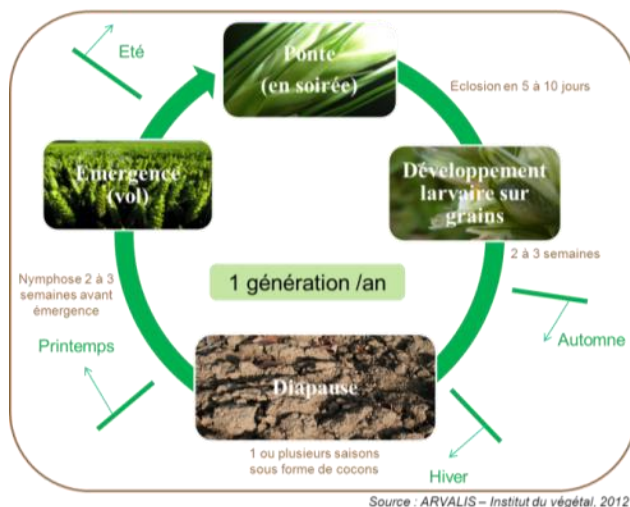 Eté
Ponte
(en soirée)
Eclosion en 5 à 10 jours
Emergence
(vol)
Développement
larvaire sur
grains
Nymphose 2 à 3
semaines avant
émergence
1 génération /an
2 à 3 semaines
Printemps
Automne
Diapause
1 ou plusieurs saisons
sous forme de cocons
Hiver
Source : ARVALIS – Institut du végétal, 2012